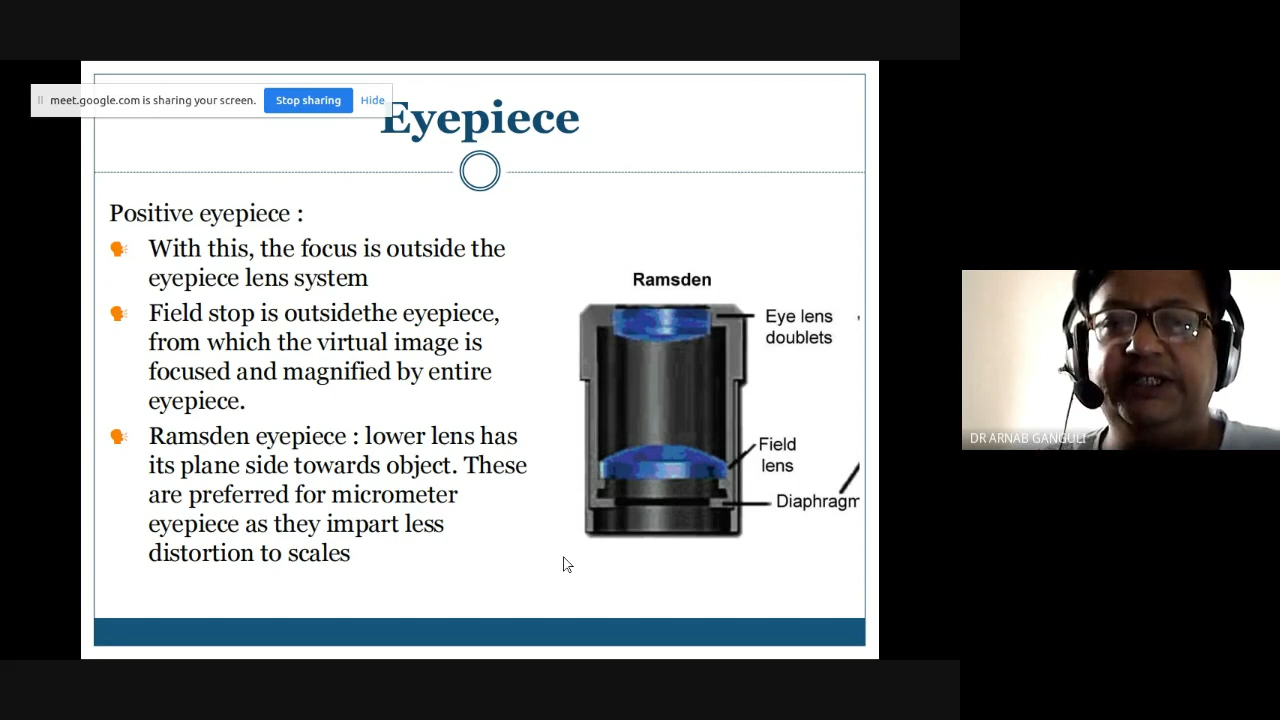 meet.google.com is sharing your screen. Stop sharing Hide
Eyepiece
Positive eyepiece :
With this, the focus is outside the
eyepiece lens system
Field stop is outsidethe eyepiece,
from which the virtual image is
focused and magnified by entire
eyepiece.
Ramsden eyepiece : lower lens has
its plane side towards object. These
are preferred for micrometer
eyepiece as they impart less
distortion to scales
Ramsden
Eye lens
doublets
Field
lens
Diaphragm
DR ARNAB GANGULI